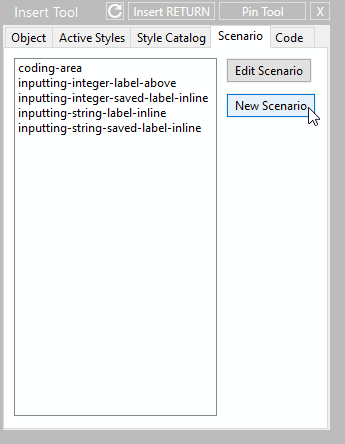 Insert Tool Insert RETURN Pin Tool X
Object Active Styles Style Catalog Scenario Code
coding-area
inputting-integer-label-above
inputting-integer-saved-label-inline
inputting-string-label-inline
inputting-string-saved-label-inline
Edit Scenario
New Scenario